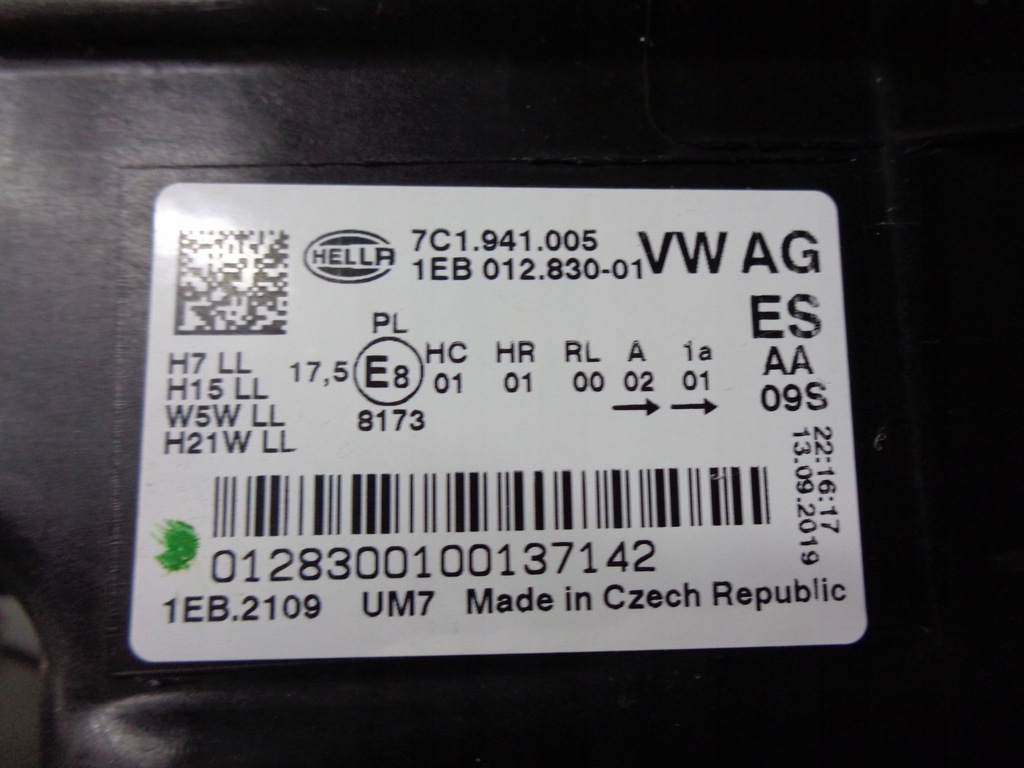 HELLA
7C1.941.005
1EB 012.830-01
VW AG
ES
AA
09S
PL
17,5 E8
8173
HC HR RL A 1a
01 01 00 02 01
→ →
H7 LL
H15 LL
W5W LL
H21W LL
22:16:17
13.09.2019
0128300100137142
1EB.2109 UM7 Made in Czech Republic